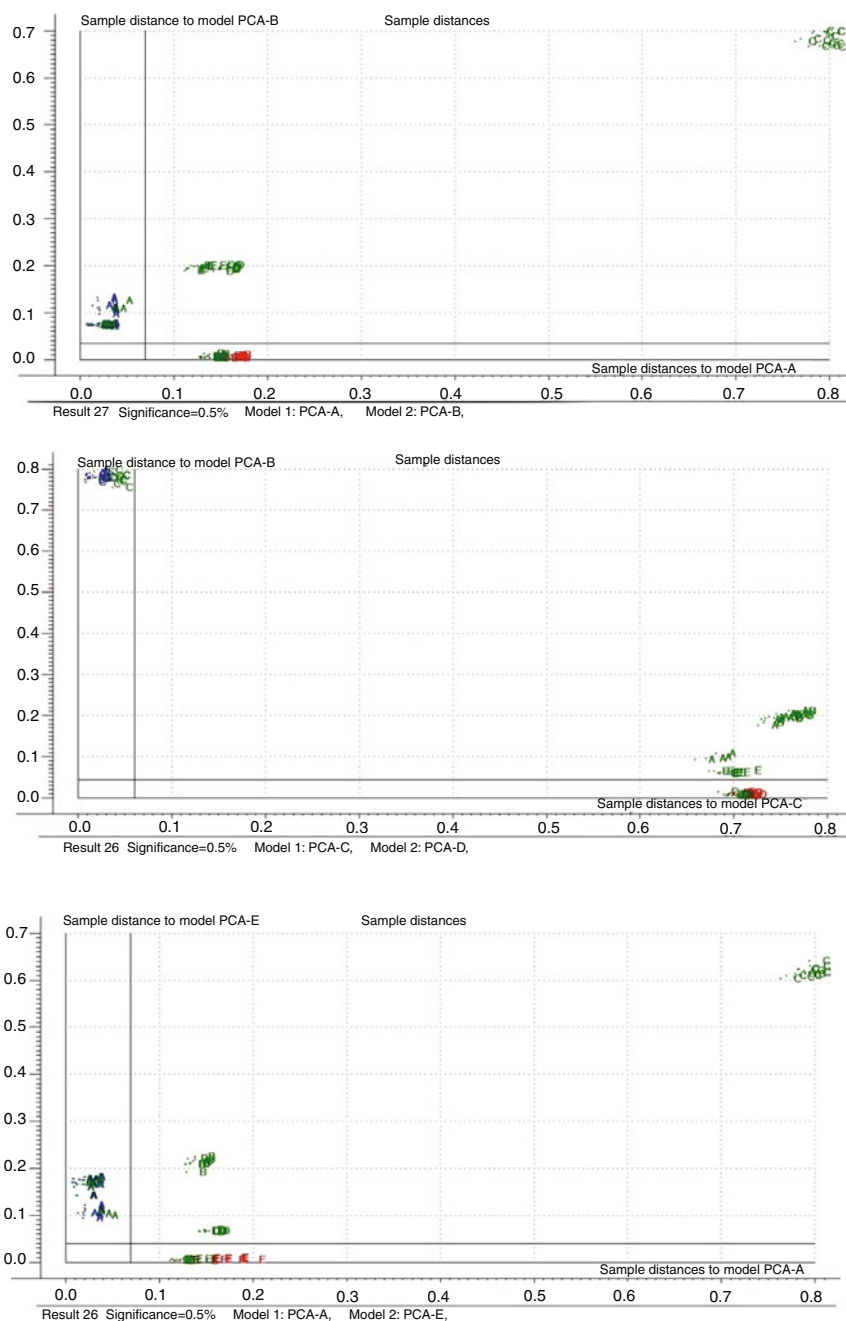 Sample distance to model PCA-B Sample distances
0.7
0.6
0.5
0.4
0.3
0.2
0.1
0.0
Sample distances to model PCA-A
0.0 0.1 0.2 0.3 0.4 0.5 0.6 0.7 0.8
Result 27 Significance=0.5% Model 1: PCA-A, Model 2: PCA-B,
Sample distance to model PCA-B Sample distances
0.8
0.7
0.6
0.5
0.4
0.3
0.2
0.1
0.0
Sample distances to model PCA-C
0.0 0.1 0.2 0.3 0.4 0.5 0.6 0.7 0.8
Result 26 Significance=0.5% Model 1: PCA-C, Model 2: PCA-D,
Sample distance to model PCA-E Sample distances
0.7
0.6
0.5
0.4
0.3
0.2
0.1
0.0
Sample distances to model PCA-A
0.0 0.1 0.2 0.3 0.4 0.5 0.6 0.7 0.8
Result 26 Significance=0.5% Model 1: PCA-A, Model 2: PCA-E,